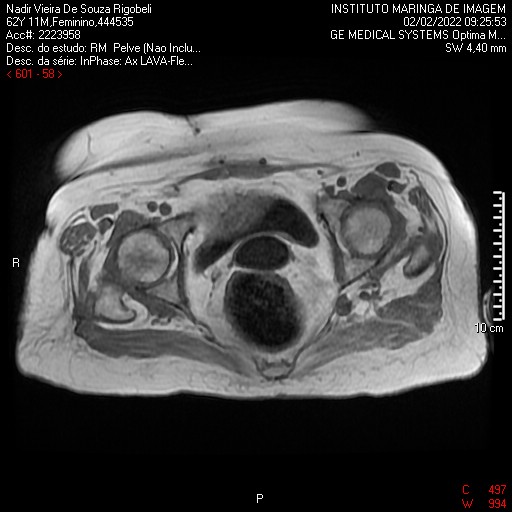 Nadir Vieira De Souza Rigobeli
62Y 11M,Feminino,444535
Acc#: 2223958
Desc. do estudo: RM  Pelve (Nao Inclu...
Desc. da série: InPhase: Ax LAVA-Fle...
< 601 - 58 >
INSTITUTO MARINGA DE IMAGEM
02/02/2022 09:25:53
GE MEDICAL SYSTEMS Optima M...
SW 4,40 mm
R
10 cm
P
C 497
W 994